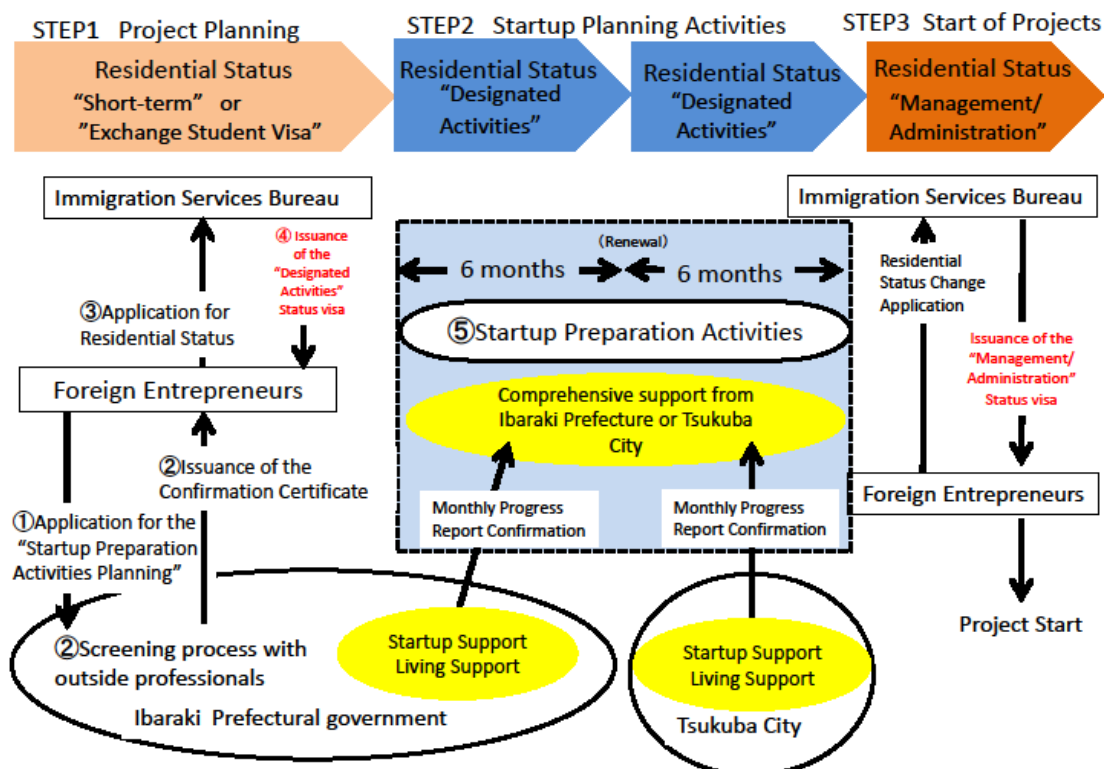 STEP1 Project Planning
STEP2 Startup Planning Activities
STEP3 Start of Projects
Residential Status
“Short-term” or
”Exchange Student Visa”
Residential Status
“Designated
Activities”
Residential Status
“Designated
Activities”
Residential Status
“Management/
Administration”
Immigration Services Bureau
④ Issuance
of the
“Designated
Activities”
Status visa
③Application for
Residential Status
Foreign Entrepreneurs
②Issuance of the
Confirmation Certificate
①Application for the
“Startup Preparation
Activities Planning”
②Screening process with
outside professionals
Ibaraki Prefectural government
Startup Support
Living Support
(Renewal)
6 months
6 months
⑤Startup Preparation Activities
Comprehensive support from
Ibaraki Prefecture or Tsukuba
City
Monthly Progress
Report Confirmation
Monthly Progress
Report Confirmation
Startup Support
Living Support
Tsukuba City
Immigration Services Bureau
Residential
Status Change
Application
Issuance of the
“Management/
Administration”
Status visa
Foreign Entrepreneurs
Project Start